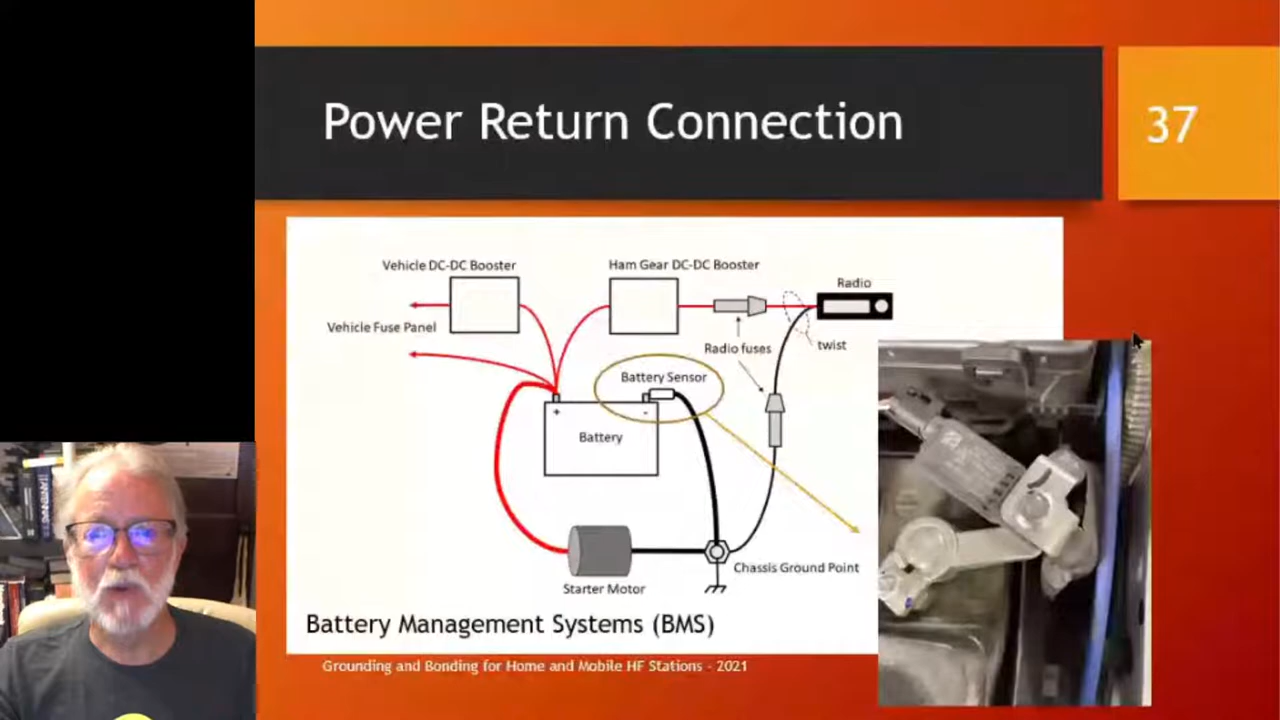 Power Return Connection
37
Vehicle DC-DC Booster
Ham Gear DC-DC Booster
Radio
Vehicle Fuse Panel
Radio fuses
twist
Battery Sensor
+
-
Battery
Chassis Ground Point
Starter Motor
Battery Management Systems (BMS)
Grounding and Bonding for Home and Mobile HF Stations - 2021